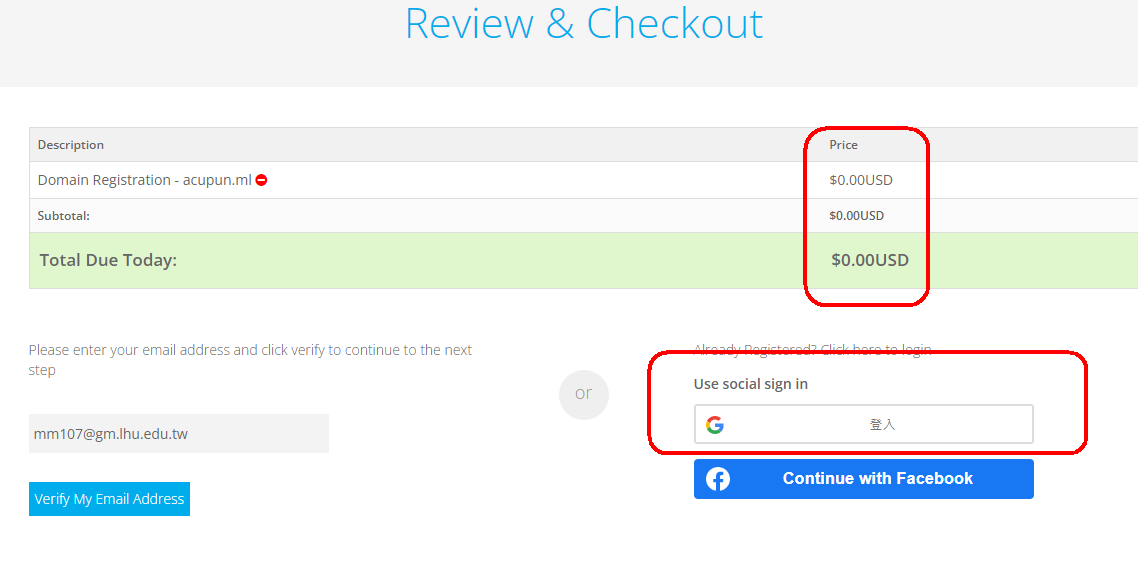 Review & Checkout
Description Price
Domain Registration - acupun.ml $0.00USD
Subtotal: $0.00USD
Total Due Today: $0.00USD
Please enter your email address and click verify to continue to the next
step
mm107@gm.lhu.edu.tw
Verify My Email Address
or
Already Registered? Click here to login
Use social sign in
登入
Continue with Facebook